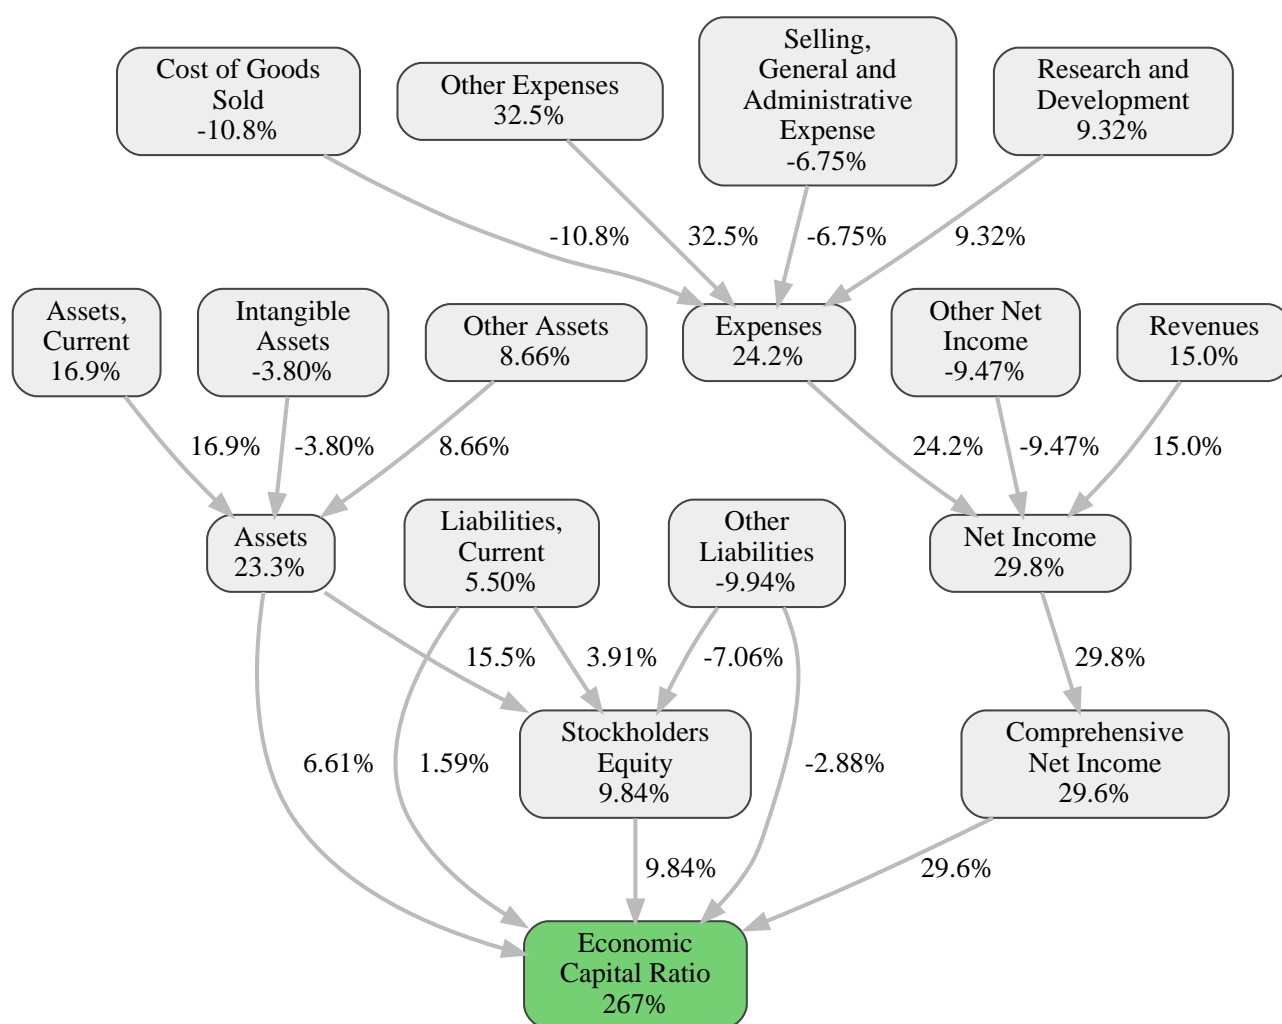 Cost of Goods
Sold
-10.8%
Other Expenses
32.5%
Selling,
General and
Administrative
Expense
-6.75%
Research and
Development
9.32%
-10.8%
32.5%
-6.75%
9.32%
Assets,
Current
16.9%
Intangible
Assets
-3.80%
Other Assets
8.66%
Expenses
24.2%
Other Net
Income
-9.47%
Revenues
15.0%
16.9%
-3.80%
8.66%
24.2%
-9.47%
15.0%
Assets
23.3%
Liabilities,
Current
5.50%
Other
Liabilities
-9.94%
Net Income
29.8%
15.5%
3.91%
-7.06%
29.8%
Stockholders
Equity
9.84%
Comprehensive
Net Income
29.6%
6.61%
1.59%
-2.88%
9.84%
29.6%
Economic
Capital Ratio
267%